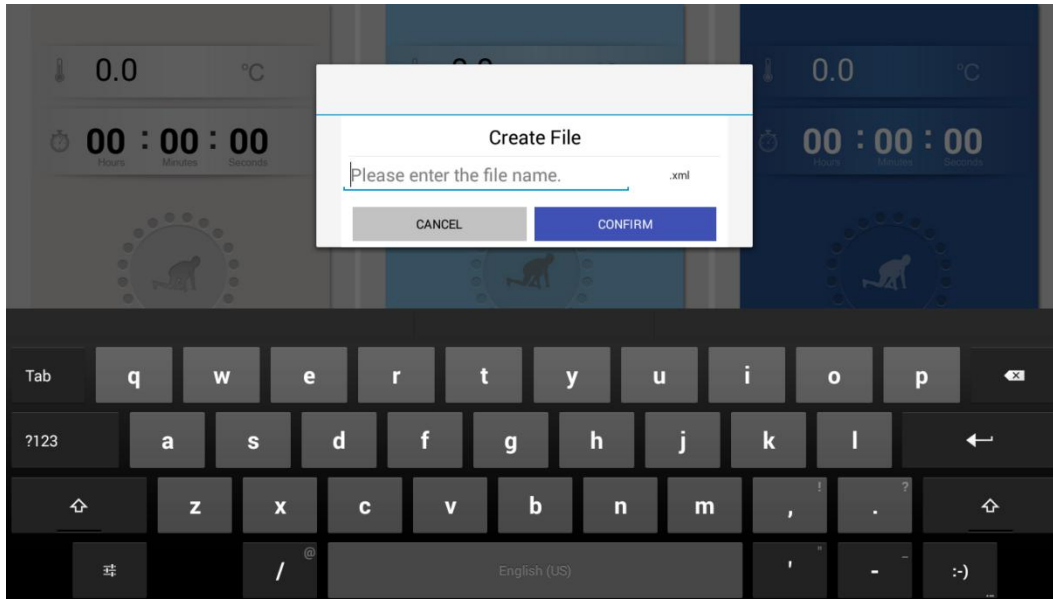 0.0 °C
0.0 °C
00 : 00 : 00
Hours Minutes Seconds
00 : 00 : 00
Hours Minutes Seconds
Create File
Please enter the file name. .xml
CANCEL CONFIRM
Tab q w e r t y u i o p
?123 a s d f g h j k l
z x c v b n m , ! . ?
/ @ English (US) ' " - _ :-) ...